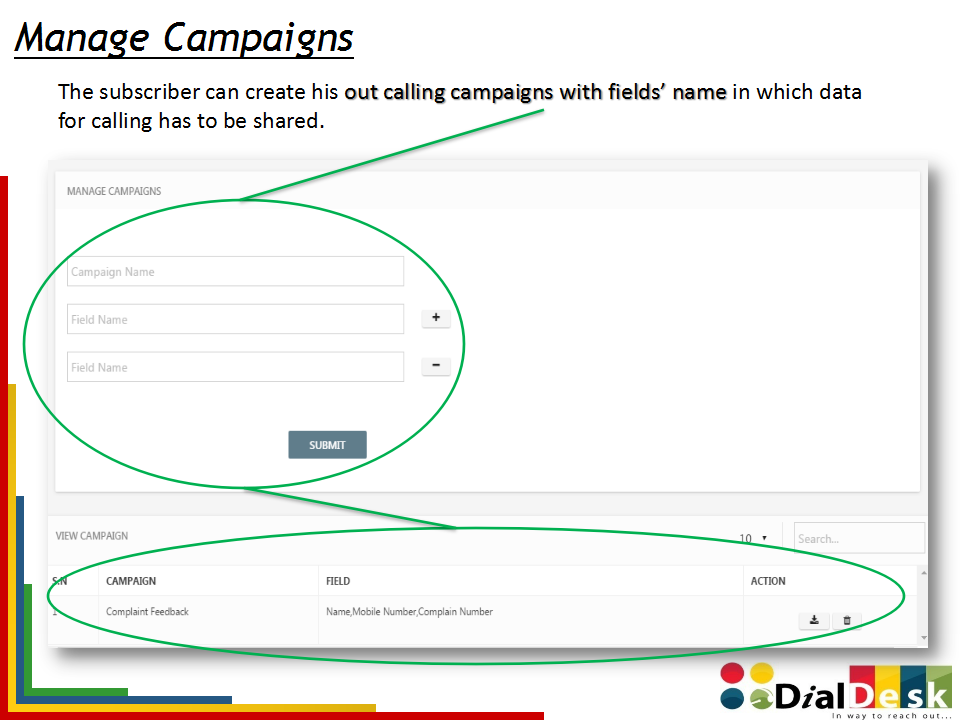 Manage Campaigns
The subscriber can create his out calling campaigns with fields’ name in which data
for calling has to be shared.
MANAGE CAMPAIGNS
Campaign Name
Field Name
+
Field Name
-
SUBMIT
VIEW CAMPAIGN 10 Search...
S.N CAMPAIGN FIELD ACTION
1 Complaint Feedback Name,Mobile Number,Complain Number
DialDesk
In way to reach out...